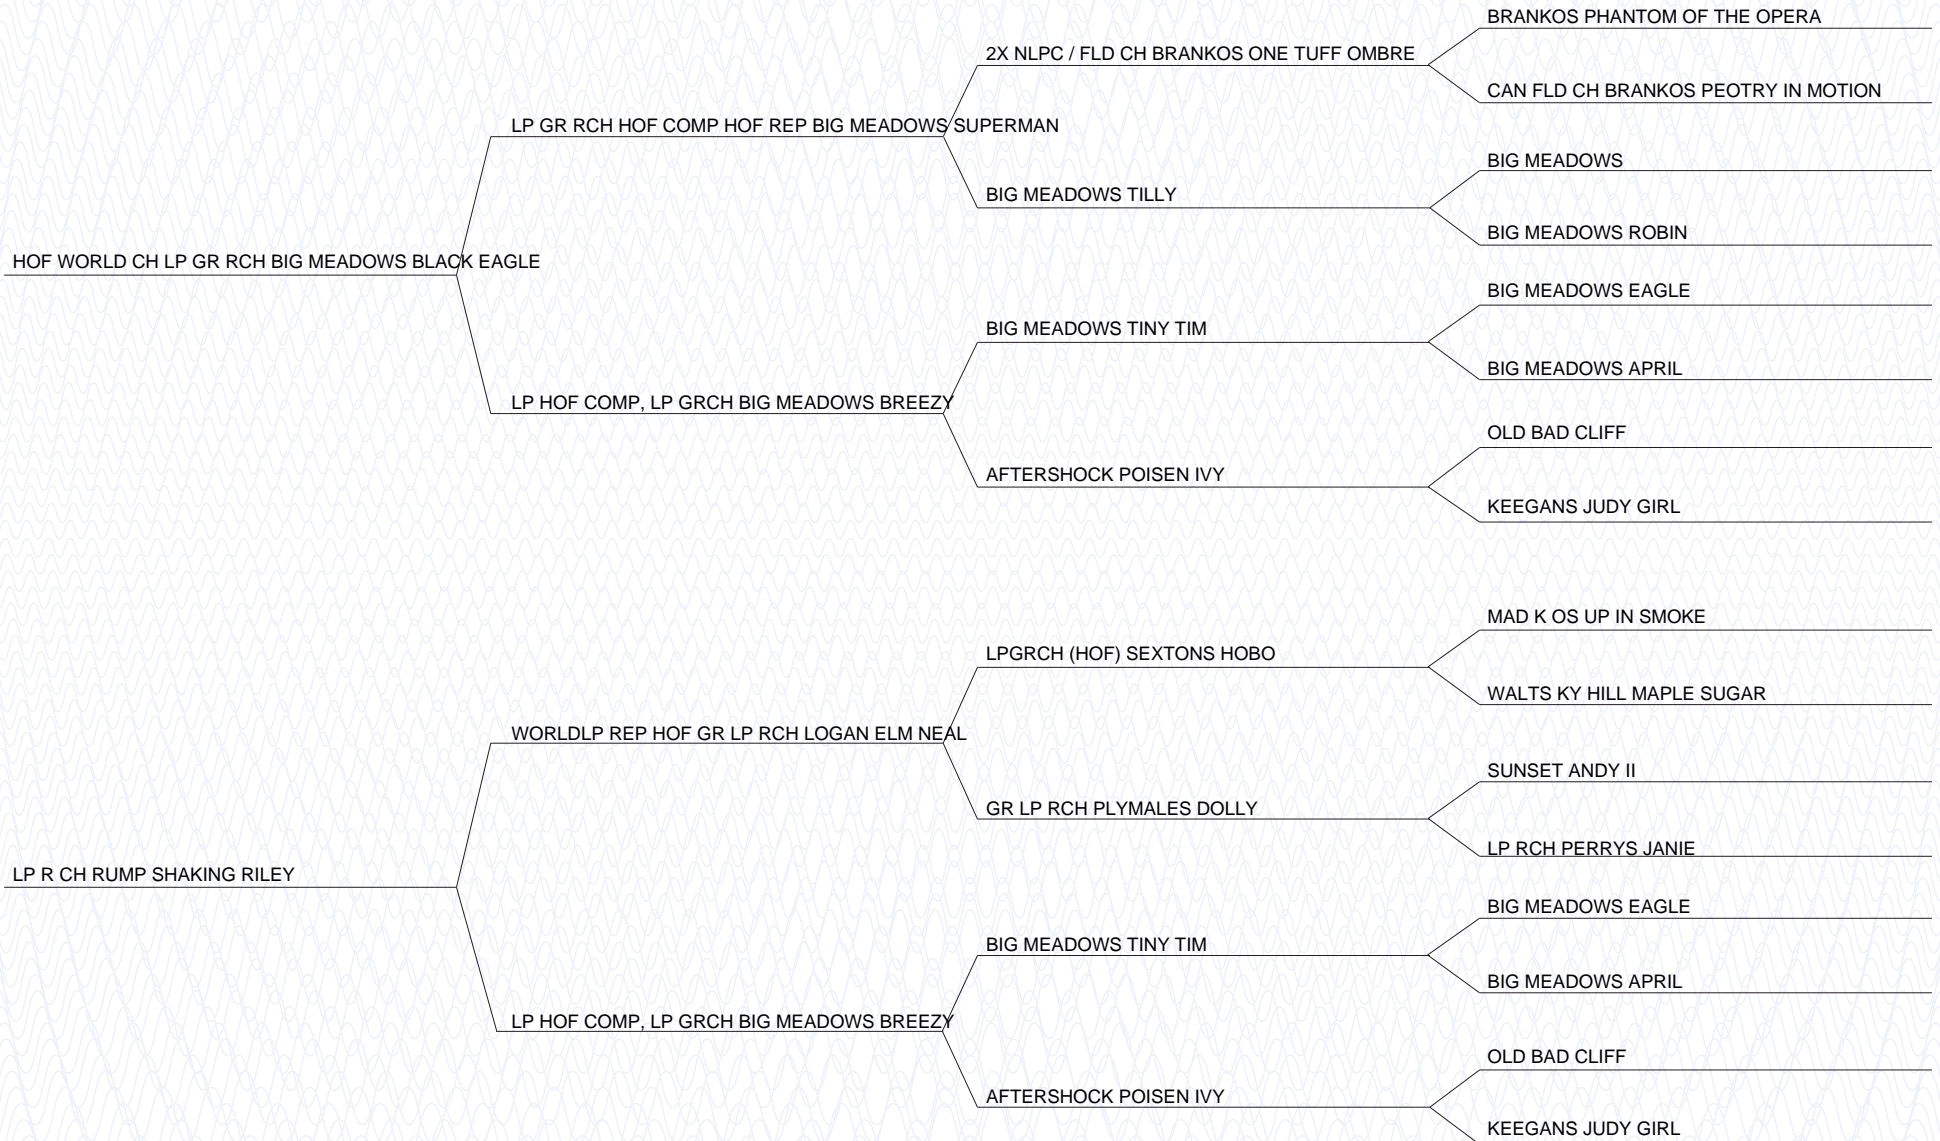 BRANKOS PHANTOM OF THE OPERA
2X NLPC / FLD CH BRANKOS ONE TUFF OMBRE
CAN FLD CH BRANKOS PEOTRY IN MOTION
LP GR RCH HOF COMP HOF REP BIG MEADOWS SUPERMAN
BIG MEADOWS
BIG MEADOWS TILLY
BIG MEADOWS ROBIN
HOF WORLD CH LP GR RCH BIG MEADOWS BLACK EAGLE
BIG MEADOWS EAGLE
BIG MEADOWS TINY TIM
BIG MEADOWS APRIL
LP HOF COMP, LP GRCH BIG MEADOWS BREEZY
OLD BAD CLIFF
AFTERSHOCK POISEN IVY
KEEGANS JUDY GIRL
MAD K OS UP IN SMOKE
LPGRCH (HOF) SEXTONS HOBO
WALTS KY HILL MAPLE SUGAR
WORLDLP REP HOF GR LP RCH LOGAN ELM NEAL
SUNSET ANDY II
GR LP RCH PLYMALES DOLLY
LP RCH PERRYS JANIE
LP R CH RUMP SHAKING RILEY
BIG MEADOWS EAGLE
BIG MEADOWS TINY TIM
BIG MEADOWS APRIL
LP HOF COMP, LP GRCH BIG MEADOWS BREEZY
OLD BAD CLIFF
AFTERSHOCK POISEN IVY
KEEGANS JUDY GIRL